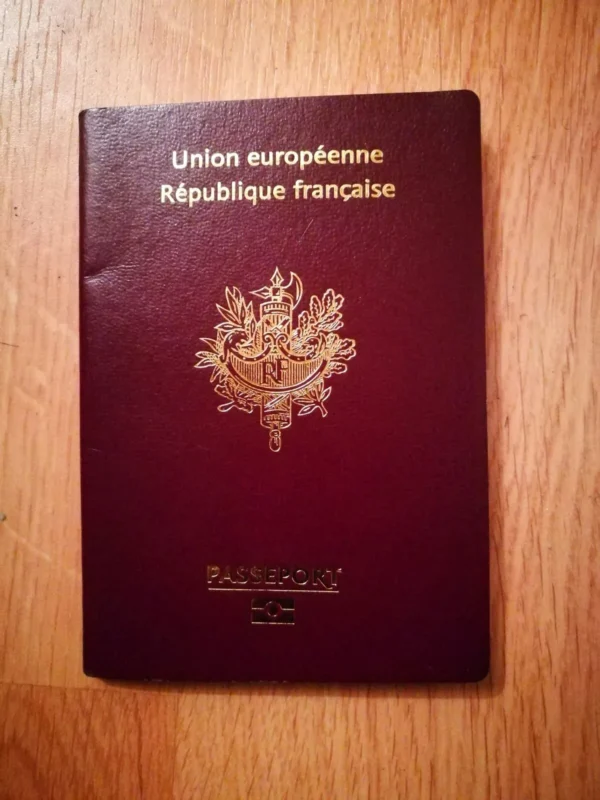 Union européenne
République française
RF
PASSEPORT